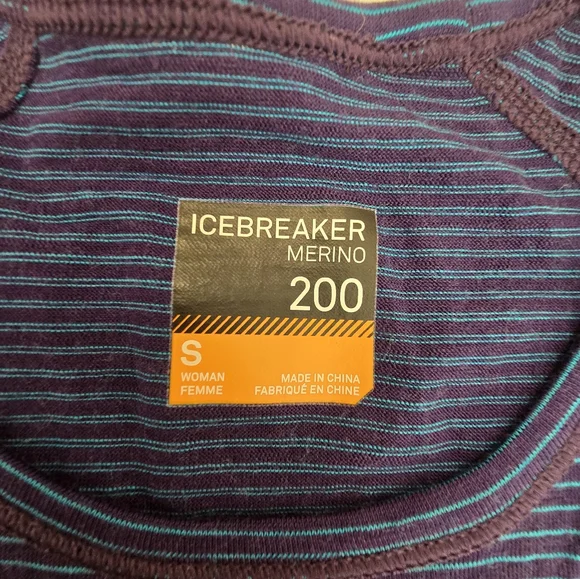 ICEBREAKER
MERINO
200
S
WOMAN
FEMME
MADE IN CHINA
FABRIQUÉ EN CHINE